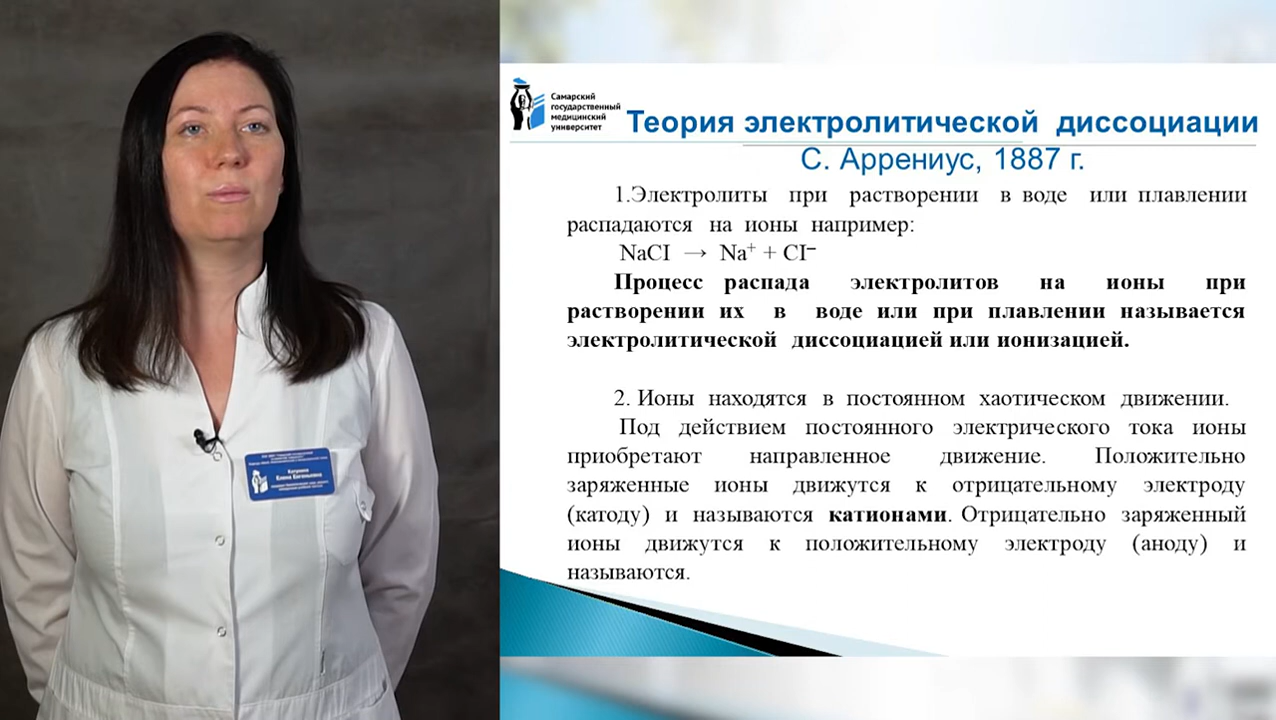 Самарский
государственный
медицинский
университет
Теория электролитической диссоциации
С. Аррениус, 1887 г.
1.Электролиты при растворении в воде или плавлении
распадаются на ионы например:
NaCI → Na⁺ + CI⁻
Процесс распада электролитов на ионы при
растворении их в воде или при плавлении называется
электролитической диссоциацией или ионизацией.
2. Ионы находятся в постоянном хаотическом движении.
Под действием постоянного электрического тока ионы
приобретают направленное движение. Положительно
заряженные ионы движутся к отрицательному электроду
(катоду) и называются катионами. Отрицательно заряженный
ионы движутся к положительному электроду (аноду) и
называются.
Елена Евгеньевна